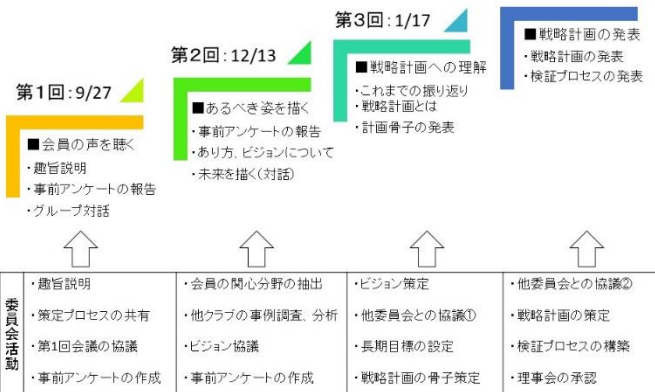 第1回:9/27
■会員の声を聴く
・趣旨説明
・事前アンケートの報告
・グループ対話
第2回:12/13
■あるべき姿を描く
・事前アンケートの報告
・あり方、ビジョンについて
・未来を描く(対話)
第3回:1/17
■戦略計画への理解
・これまでの振り返り
・戦略計画とは
・計画骨子の発表
■戦略計画の発表
・戦略計画の発表
・検証プロセスの発表
委員会活動
・趣旨説明
・策定プロセスの共有
・第1回会議の協議
・事前アンケートの作成
・会員の関心分野の抽出
・他クラブの事例調査、分析
・ビジョン協議
・事前アンケートの作成
・ビジョン策定
・他委員会との協議①
・長期目標の設定
・戦略計画の骨子策定
・他委員会との協議②
・戦略計画の策定
・検証プロセスの構築
・理事会の承認